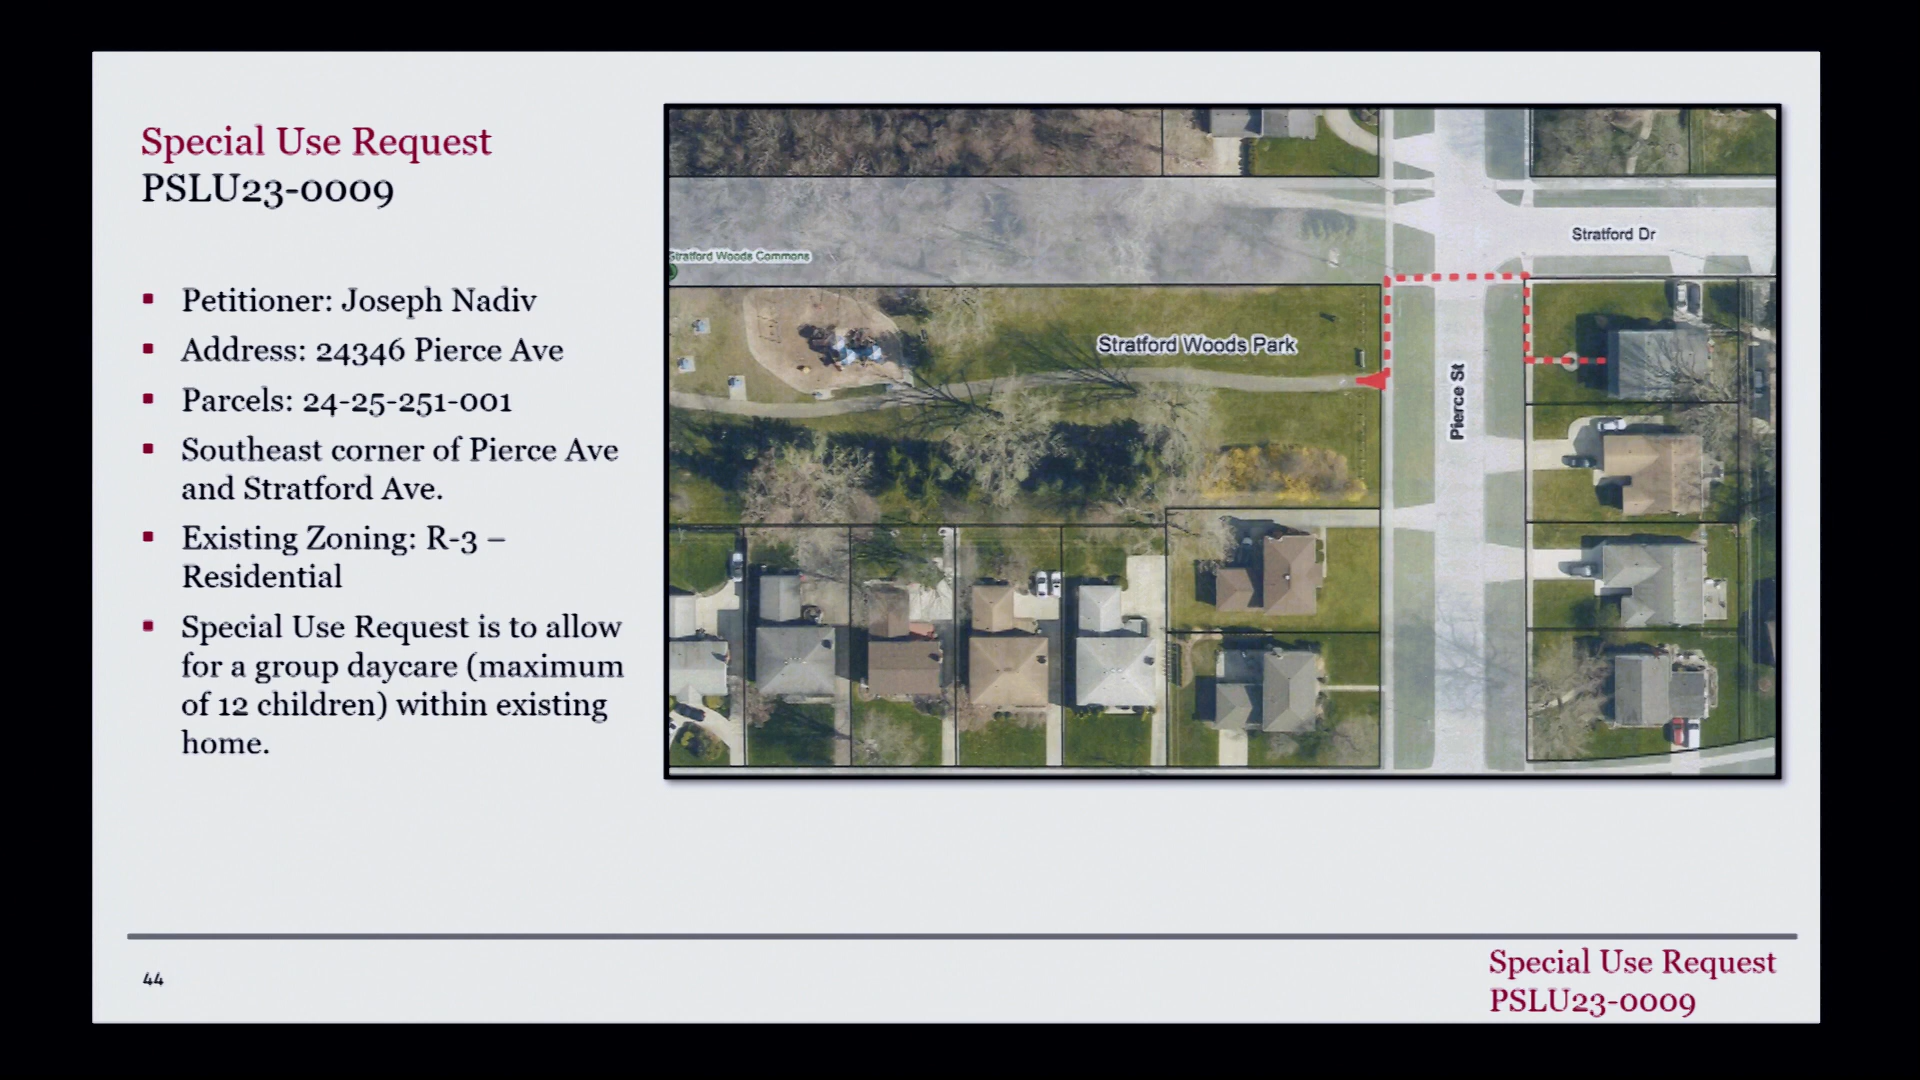 Special Use Request
PSLU23-0009
Petitioner: Joseph Nadiv
Address: 24346 Pierce Ave
Parcels: 24-25-251-001
Southeast corner of Pierce Ave
and Stratford Ave.
Existing Zoning: R-3 –
Residential
Special Use Request is to allow
for a group daycare (maximum
of 12 children) within existing
home.
Stratford Dr
Stratford Woods Commons
Stratford Woods Park
Pierce St
44
Special Use Request
PSLU23-0009